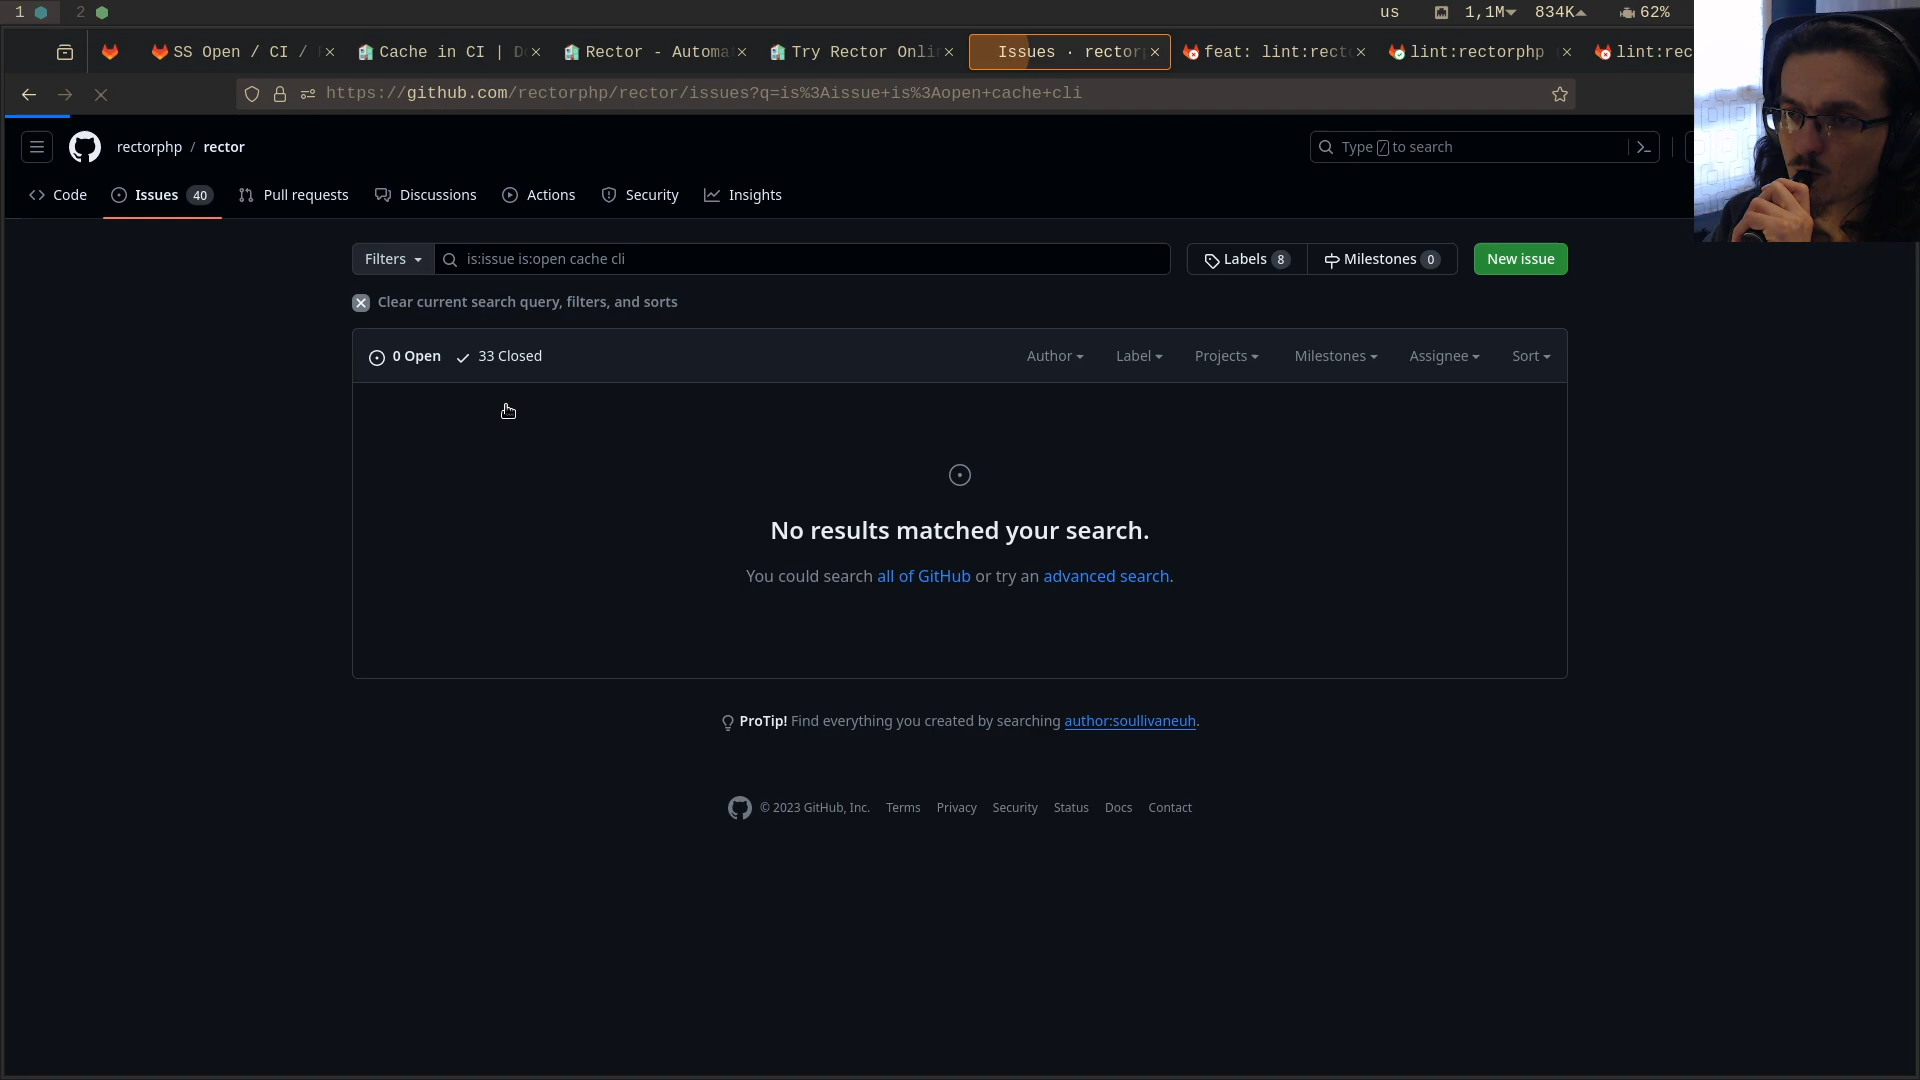 1 2 us 1,1M 834K 62%
SS Open / CI / Cache in CI | D Rector - Automa Try Rector Onli Issues · rector feat: lint:rect lint:rectorphp lint:rec
https://github.com/rectorphp/rector/issues?q=is%3Aissue+is%3Aopen+cache+cli
rectorphp / rector Type / to search
Code Issues 40 Pull requests Discussions Actions Security Insights
Filters is:issue is:open cache cli Labels 8 Milestones 0 New issue
Clear current search query, filters, and sorts
0 Open 33 Closed Author Label Projects Milestones Assignee Sort
No results matched your search.
You could search all of GitHub or try an advanced search.
ProTip! Find everything you created by searching author:soullivaneuh.
© 2023 GitHub, Inc. Terms Privacy Security Status Docs Contact